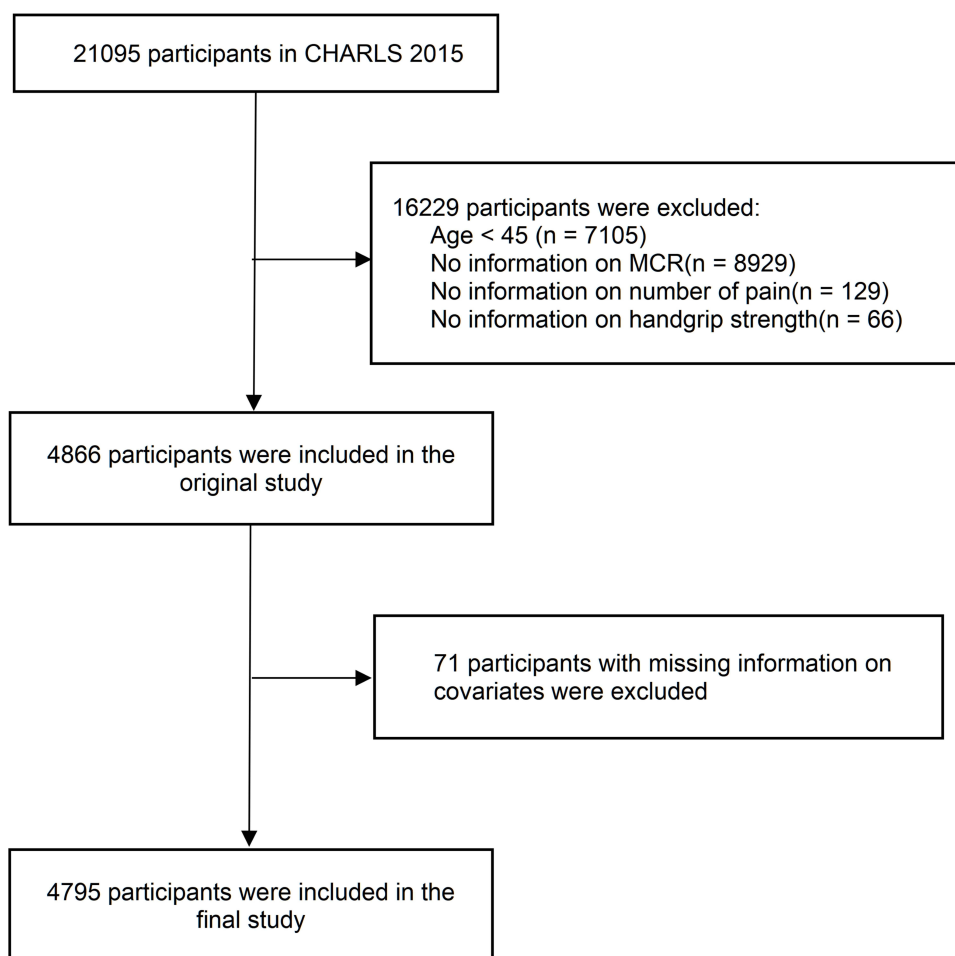 21095 participants in CHARLS 2015
16229 participants were excluded:
Age < 45 (n = 7105)
No information on MCR(n = 8929)
No information on number of pain(n = 129)
No information on handgrip strength(n = 66)
4866 participants were included in the
original study
71 participants with missing information on
covariates were excluded
4795 participants were included in the
final study